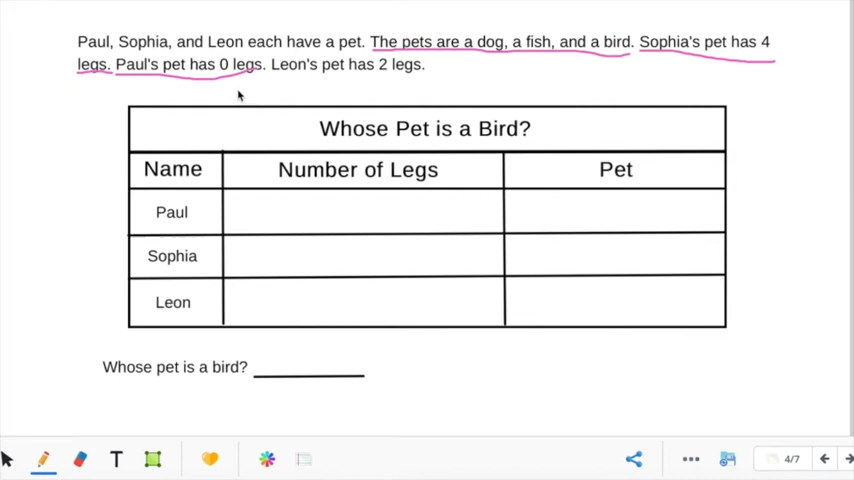 Paul, Sophia, and Leon each have a pet. The pets are a dog, a fish, and a bird. Sophia's pet has 4
legs. Paul's pet has 0 legs. Leon's pet has 2 legs.
Whose Pet is a Bird?
Name Number of Legs Pet
Paul
Sophia
Leon
Whose pet is a bird?
T 4/7